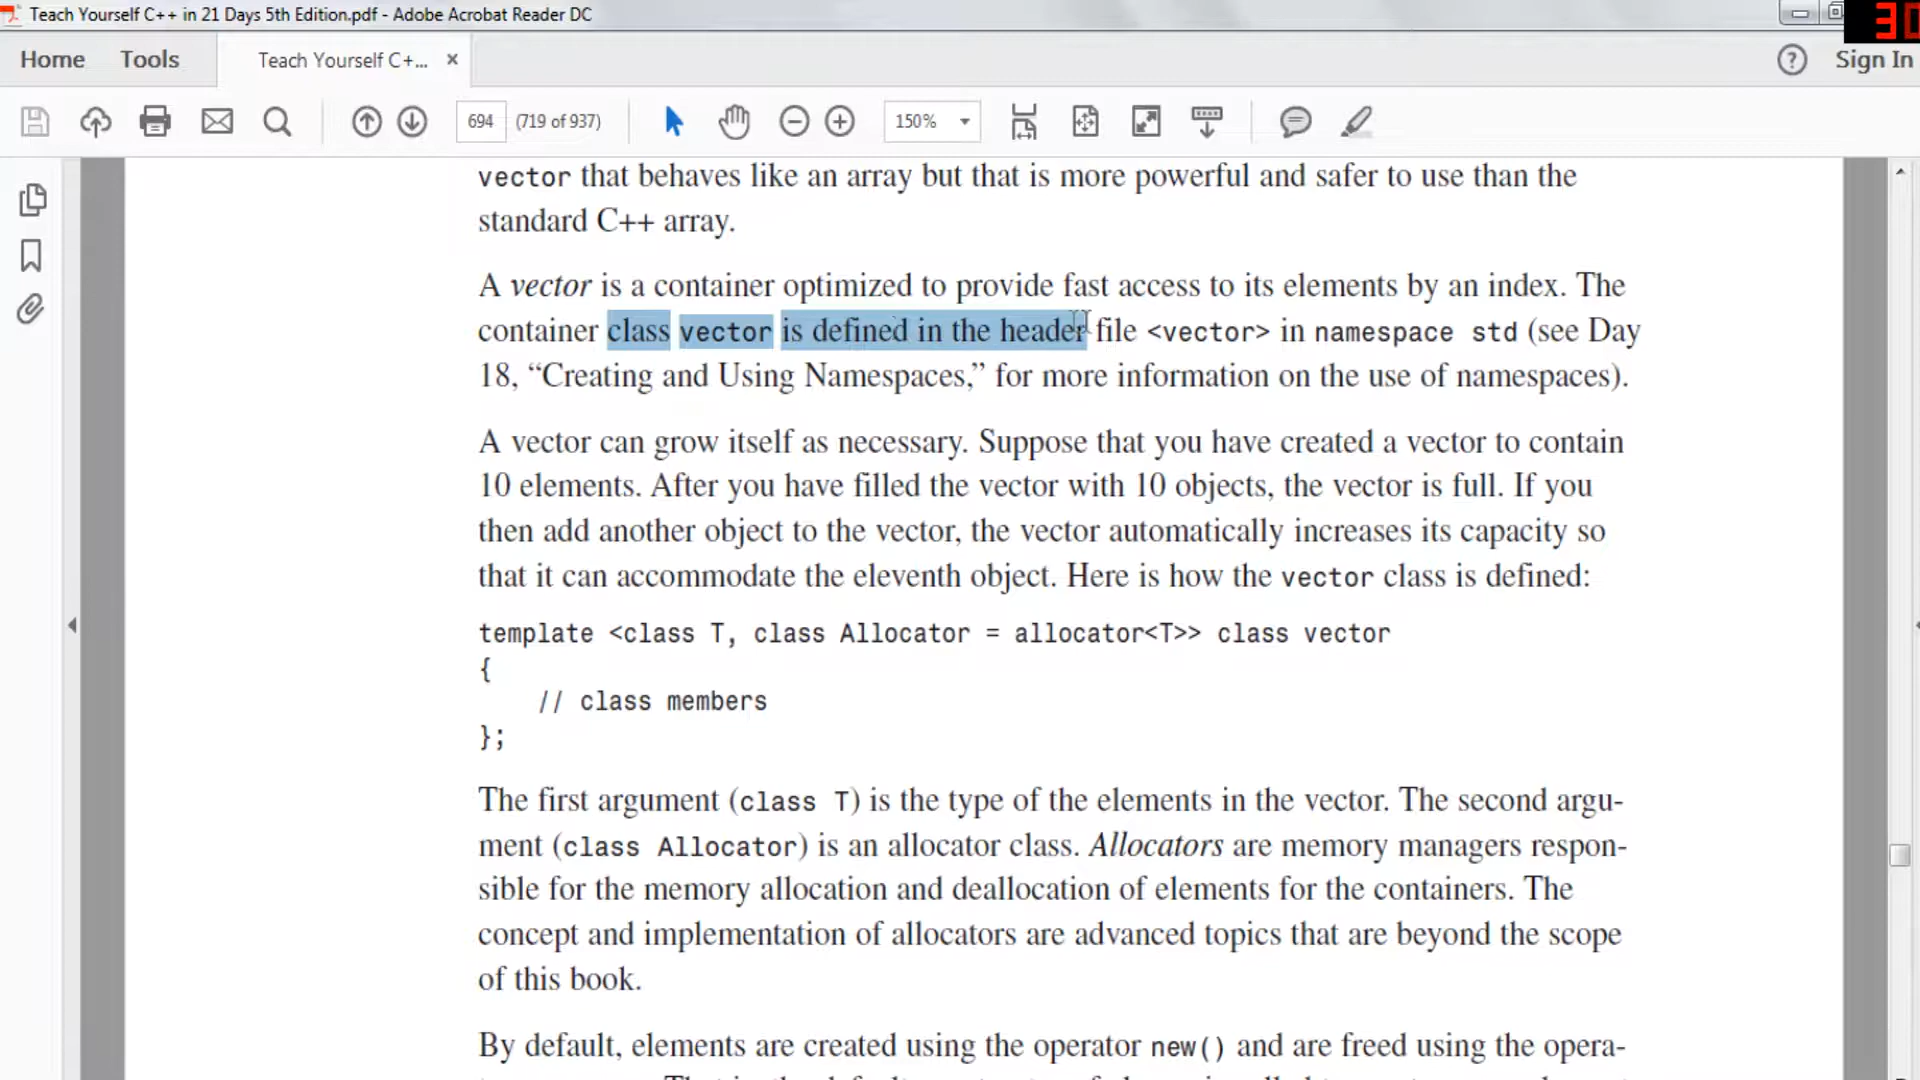 Teach Yourself C++ in 21 Days 5th Edition.pdf - Adobe Acrobat Reader DC
30
Home Tools Teach Yourself C+... × Sign In
694 (719 of 937) 150%
vector that behaves like an array but that is more powerful and safer to use than the
standard C++ array.
A vector is a container optimized to provide fast access to its elements by an index. The
container class vector is defined in the header file <vector> in namespace std (see Day
18, “Creating and Using Namespaces,” for more information on the use of namespaces).
A vector can grow itself as necessary. Suppose that you have created a vector to contain
10 elements. After you have filled the vector with 10 objects, the vector is full. If you
then add another object to the vector, the vector automatically increases its capacity so
that it can accommodate the eleventh object. Here is how the vector class is defined:
template <class T, class Allocator = allocator<T>> class vector
{
// class members
};
The first argument (class T) is the type of the elements in the vector. The second argu-
ment (class Allocator) is an allocator class. Allocators are memory managers respon-
sible for the memory allocation and deallocation of elements for the containers. The
concept and implementation of allocators are advanced topics that are beyond the scope
of this book.
By default, elements are created using the operator new() and are freed using the opera-